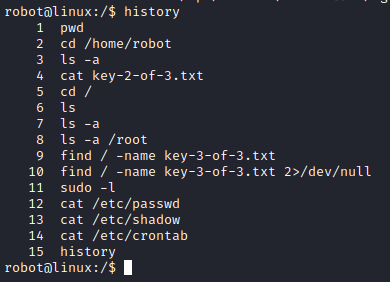 robot@linux:/$ history
1 pwd
2 cd /home/robot
3 ls -a
4 cat key-2-of-3.txt
5 cd /
6 ls
7 ls -a
8 ls -a /root
9 find / -name key-3-of-3.txt
10 find / -name key-3-of-3.txt 2>/dev/null
11 sudo -l
12 cat /etc/passwd
13 cat /etc/shadow
14 cat /etc/crontab
15 history
robot@linux:/$